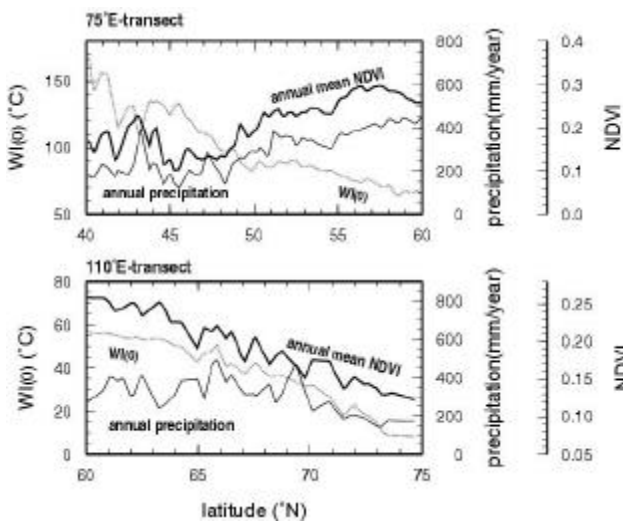 75°E-transect
WI(0) (°C)
150
100
50
annual mean NDVI
annual precipitation
WI(0)
40 45 50 55 60
800
600
400
200
0
precipitation(mm/year)
0.4
0.3
0.2
0.1
0.0
NDVI
110°E-transect
WI(0) (°C)
80
60
40
20
0
WI(0)
annual mean NDVI
annual precipitation
60 65 70 75
800
600
400
200
0
precipitation(mm/year)
0.25
0.20
0.15
0.10
0.05
NDVI
latitude (°N)